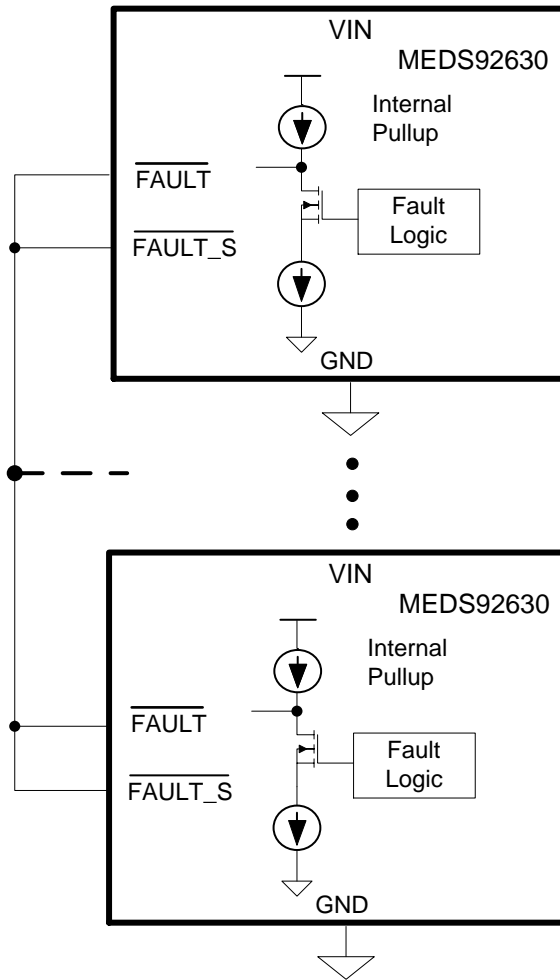 VIN
MEDS92630
Internal
Pullup
FAULT
Fault
Logic
FAULT_S
GND
VIN
MEDS92630
Internal
Pullup
FAULT
Fault
Logic
FAULT_S
GND